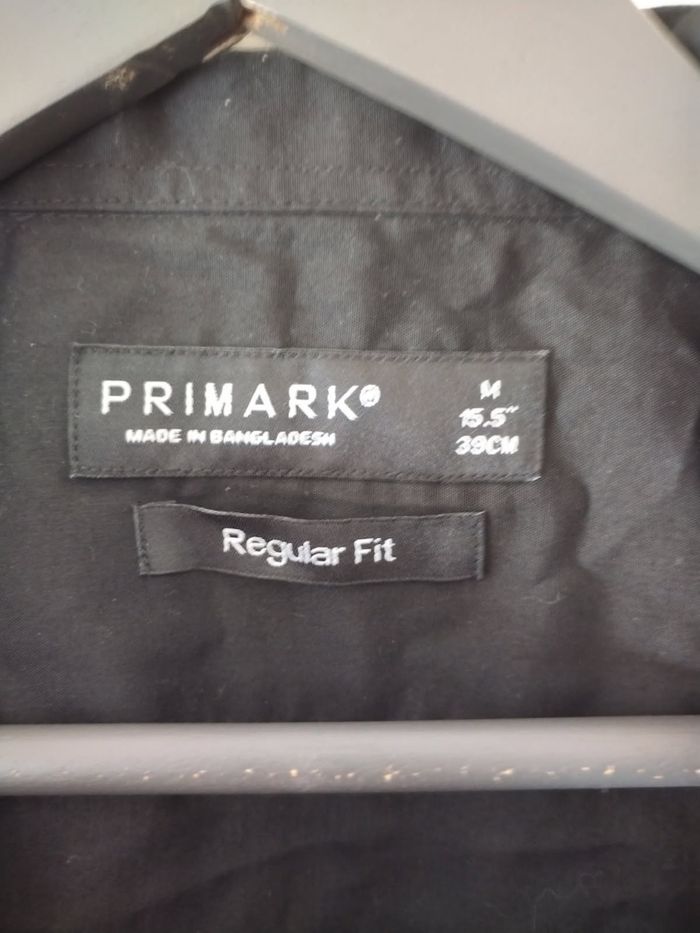 PRIMARK®
MADE IN BANGLADESH
M
15.5"
39CM
Regular Fit